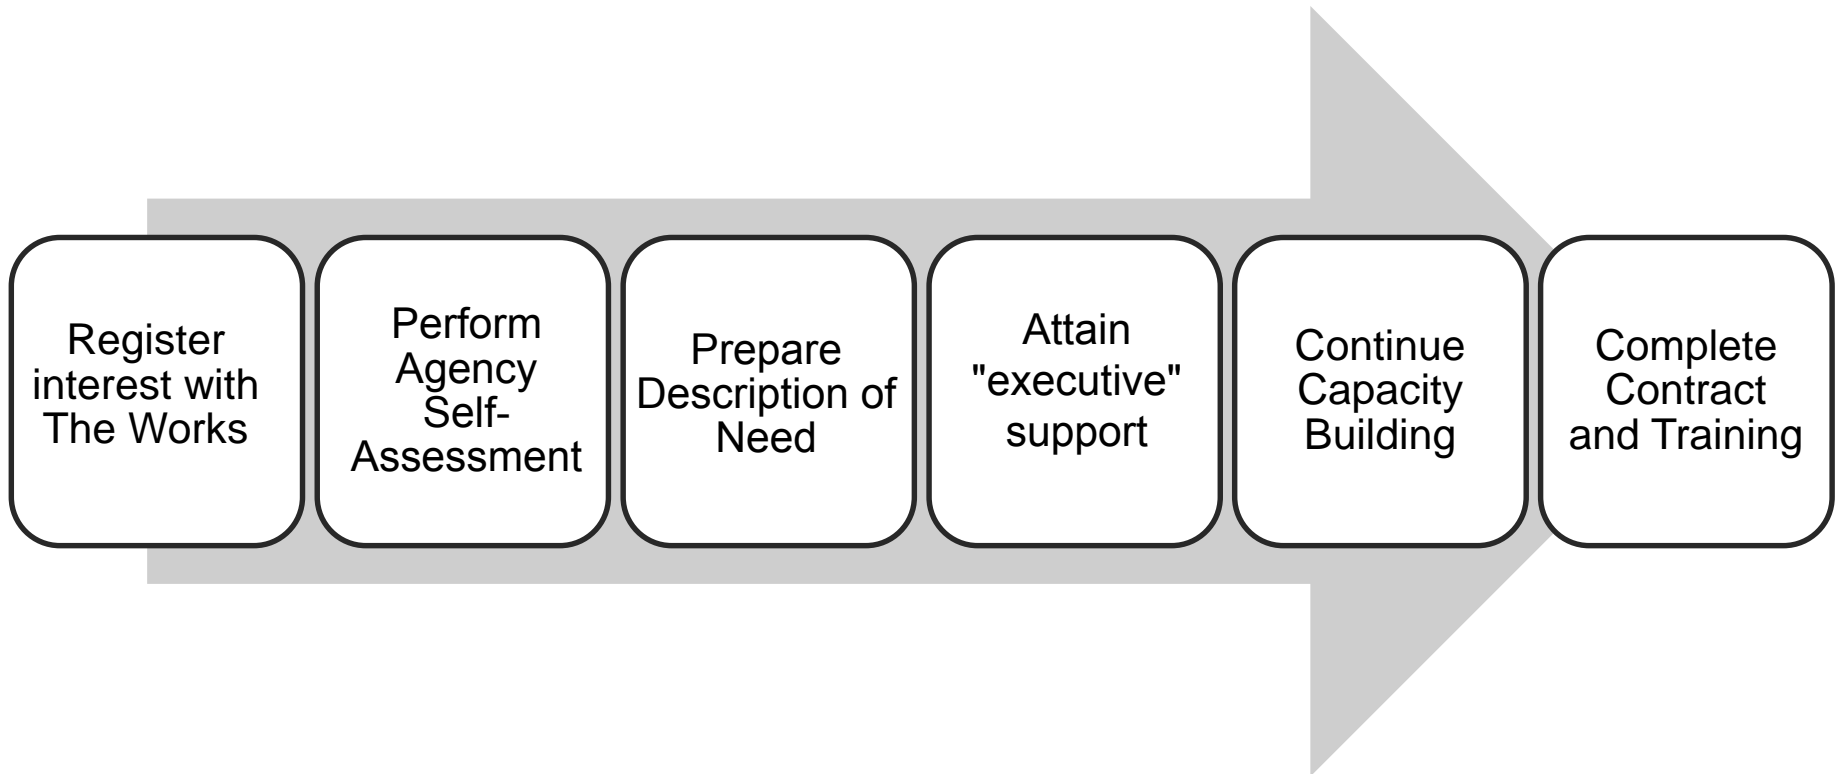 Register
interest with
The Works
Perform
Agency
Self-
Assessment
Prepare
Description of
Need
Attain
"executive"
support
Continue
Capacity
Building
Complete
Contract
and Training